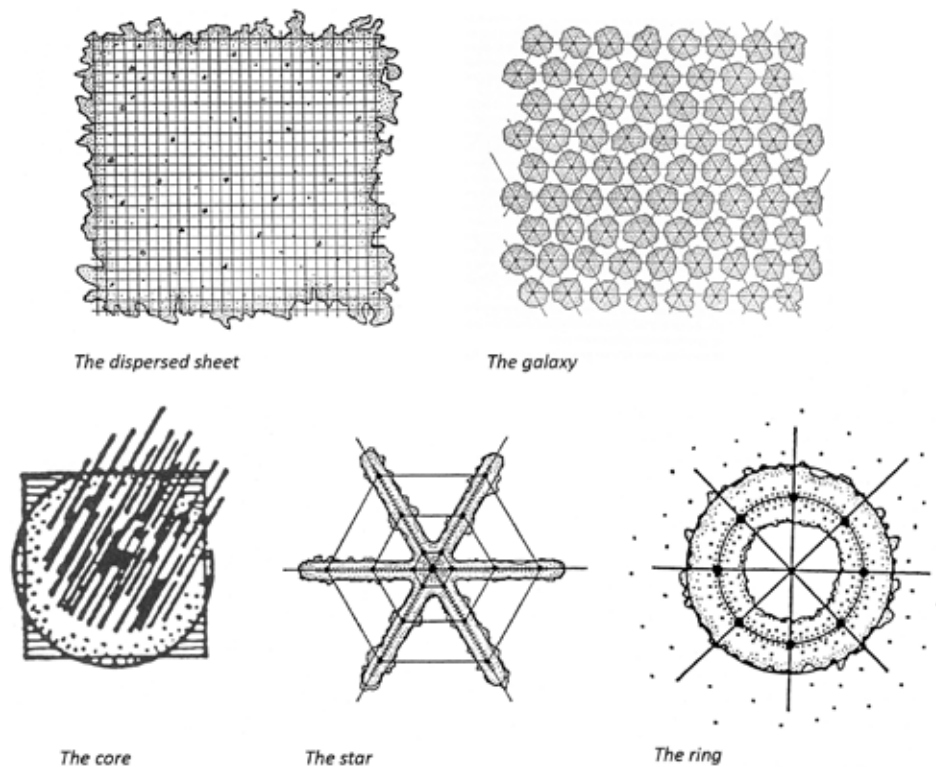 The dispersed sheet
The galaxy
The core
The star
The ring